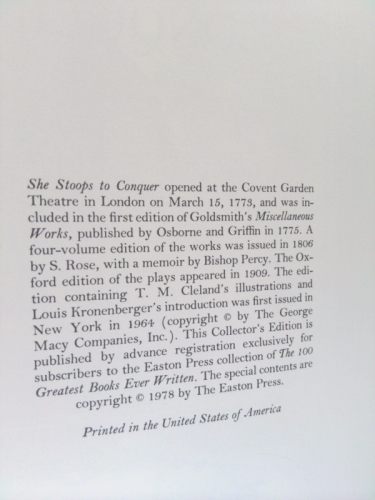 She Stoops to Conquer opened at the Covent Garden
Theatre in London on March 15, 1773, and was in-
cluded in the first edition of Goldsmith's Miscellaneous
Works, published by Osborne and Griffin in 1775. A
four-volume edition of the works was issued in 1806
by S. Rose, with a memoir by Bishop Percy. The Ox-
ford edition of the plays appeared in 1909. The edi-
tion containing T. M. Cleland's illustrations and
Louis Kronenberger's introduction was first issued in
New York in 1964 (copyright © by The George
Macy Companies, Inc.). This Collector's Edition is
published by advance registration exclusively for
subscribers to the Easton Press collection of The 100
Greatest Books Ever Written. The special contents are
copyright © 1978 by The Easton Press.
Printed in the United States of America